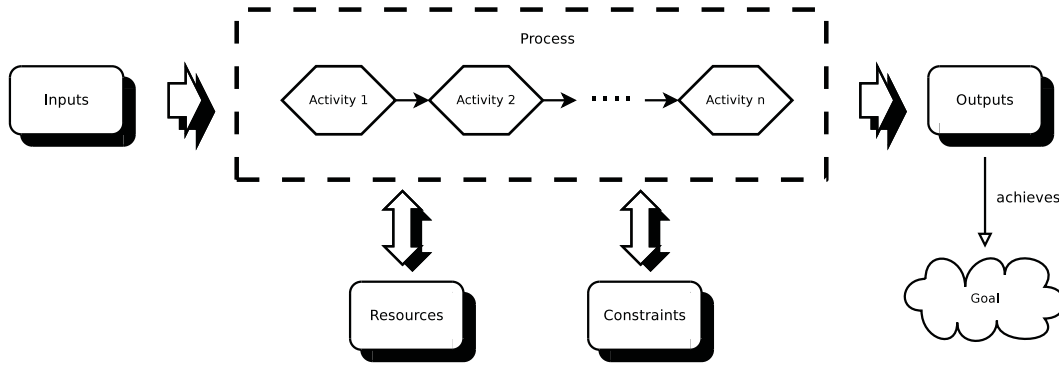 Process
Inputs
Activity 1
Activity 2
.....
Activity n
Outputs
achieves
Resources
Constraints
Goal